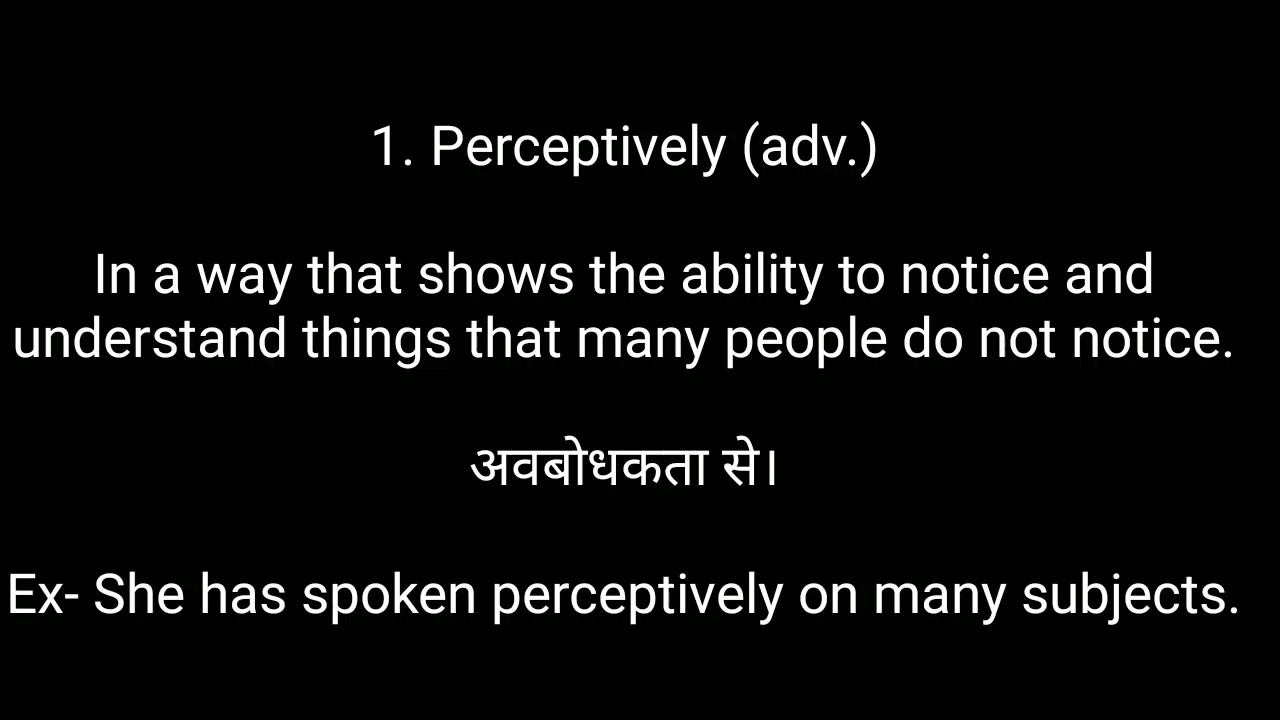 1. Perceptively (adv.)
In a way that shows the ability to notice and
understand things that many people do not notice.
अवबोधकता से।
Ex- She has spoken perceptively on many subjects.